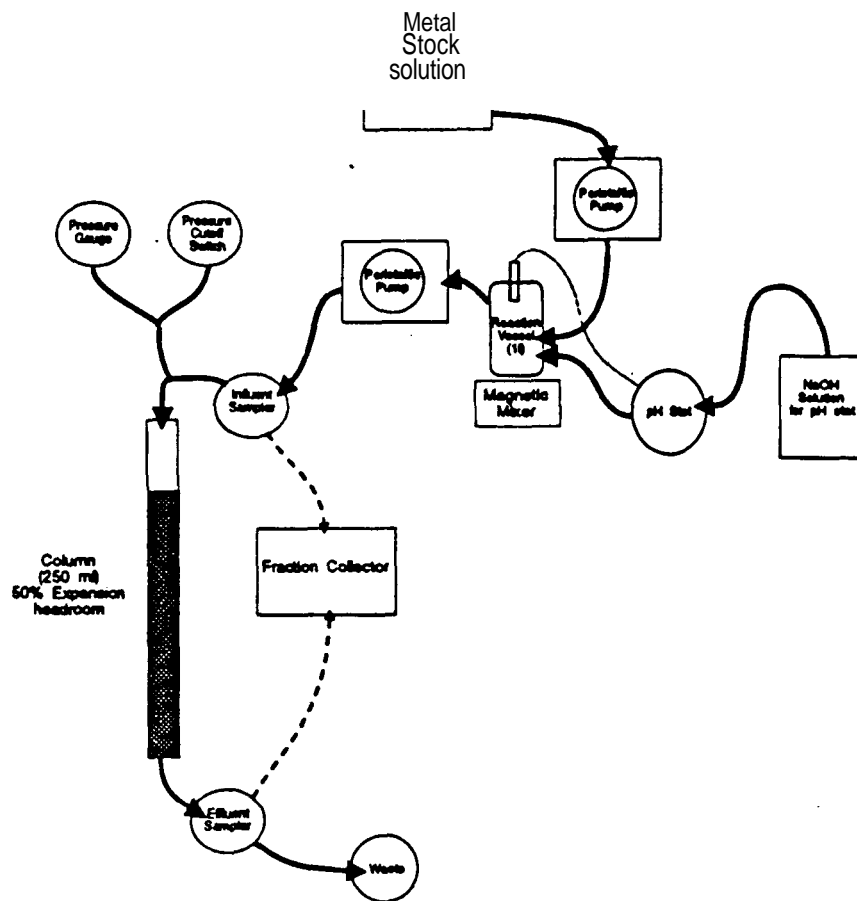 Metal
Stock
solution
Peristaltic
Pump
Pressure
Gauge
Pressure
Cutoff
Switch
Peristaltic
Pump
Reaction
Vessel
(1l)
Magnetic
Mixer
pH Stat
NaOH
Solution
for pH stat
Influent
Sampler
Column
(250 ml)
50% Expansion
headroom
Fraction Collector
Effluent
Sampler
Waste